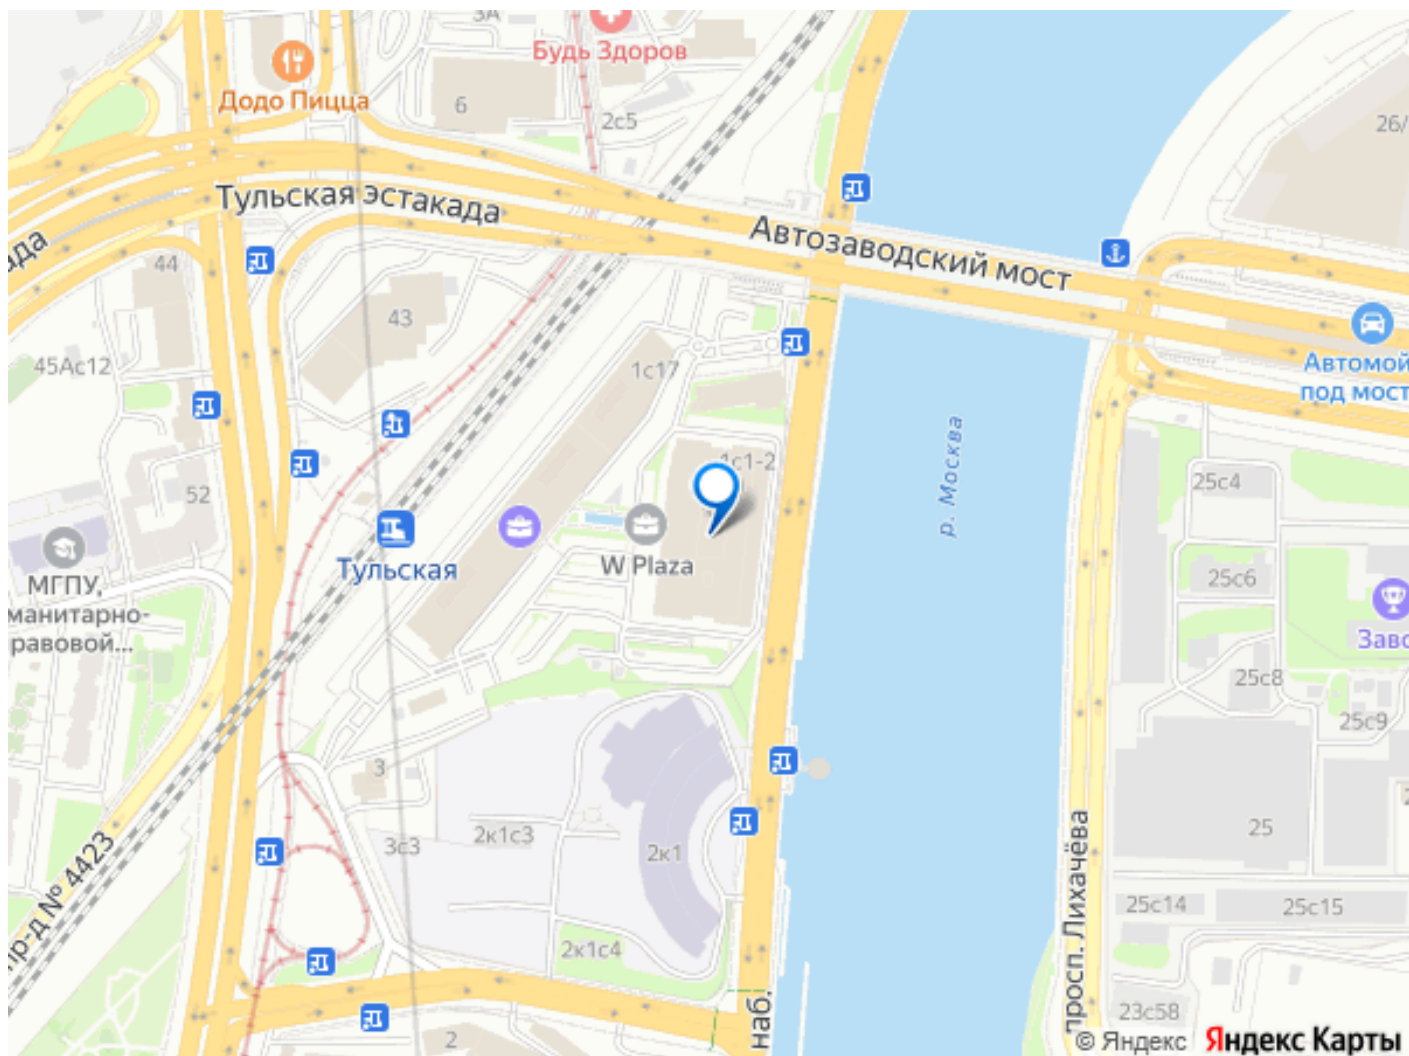 3А
Будь Здоров
Додо Пицца
6
2с5
26/
Тульская эстакада
Автозаводский мост
ада
44
43
45Ас12
1с17
Автомой
под мост
1с1-2
р. Москва
25с4
52
W Plaza
Тульская
МГПУ,
манитарно-
равовой...
25с6
Заво
25с8
25с9
3
3с3
2к1с3
2к1
25
пр-д № 4423
просп. Лихачёва
25с14
25с15
2к1с4
наб.
23с58
2
© Яндекс Яндекс Карты